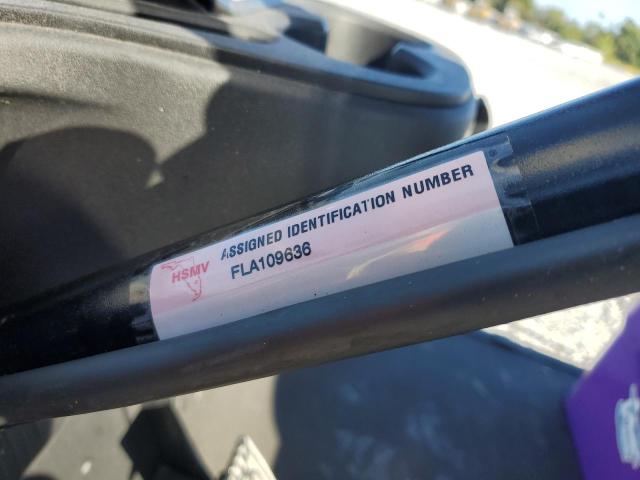 ASSIGNED IDENTIFICATION NUMBER
HSMV
FLA109636